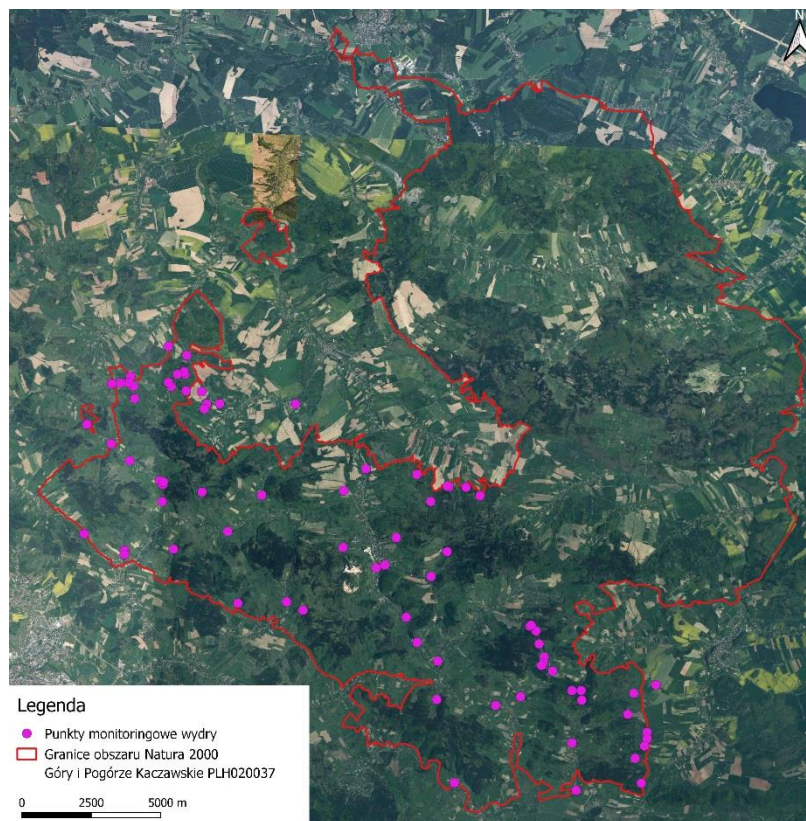 N
Legenda
Punkty monitoringowe wydry
Granice obszaru Natura 2000
Góry i Pogórze Kaczawskie PLH020037
0 2500 5000 m